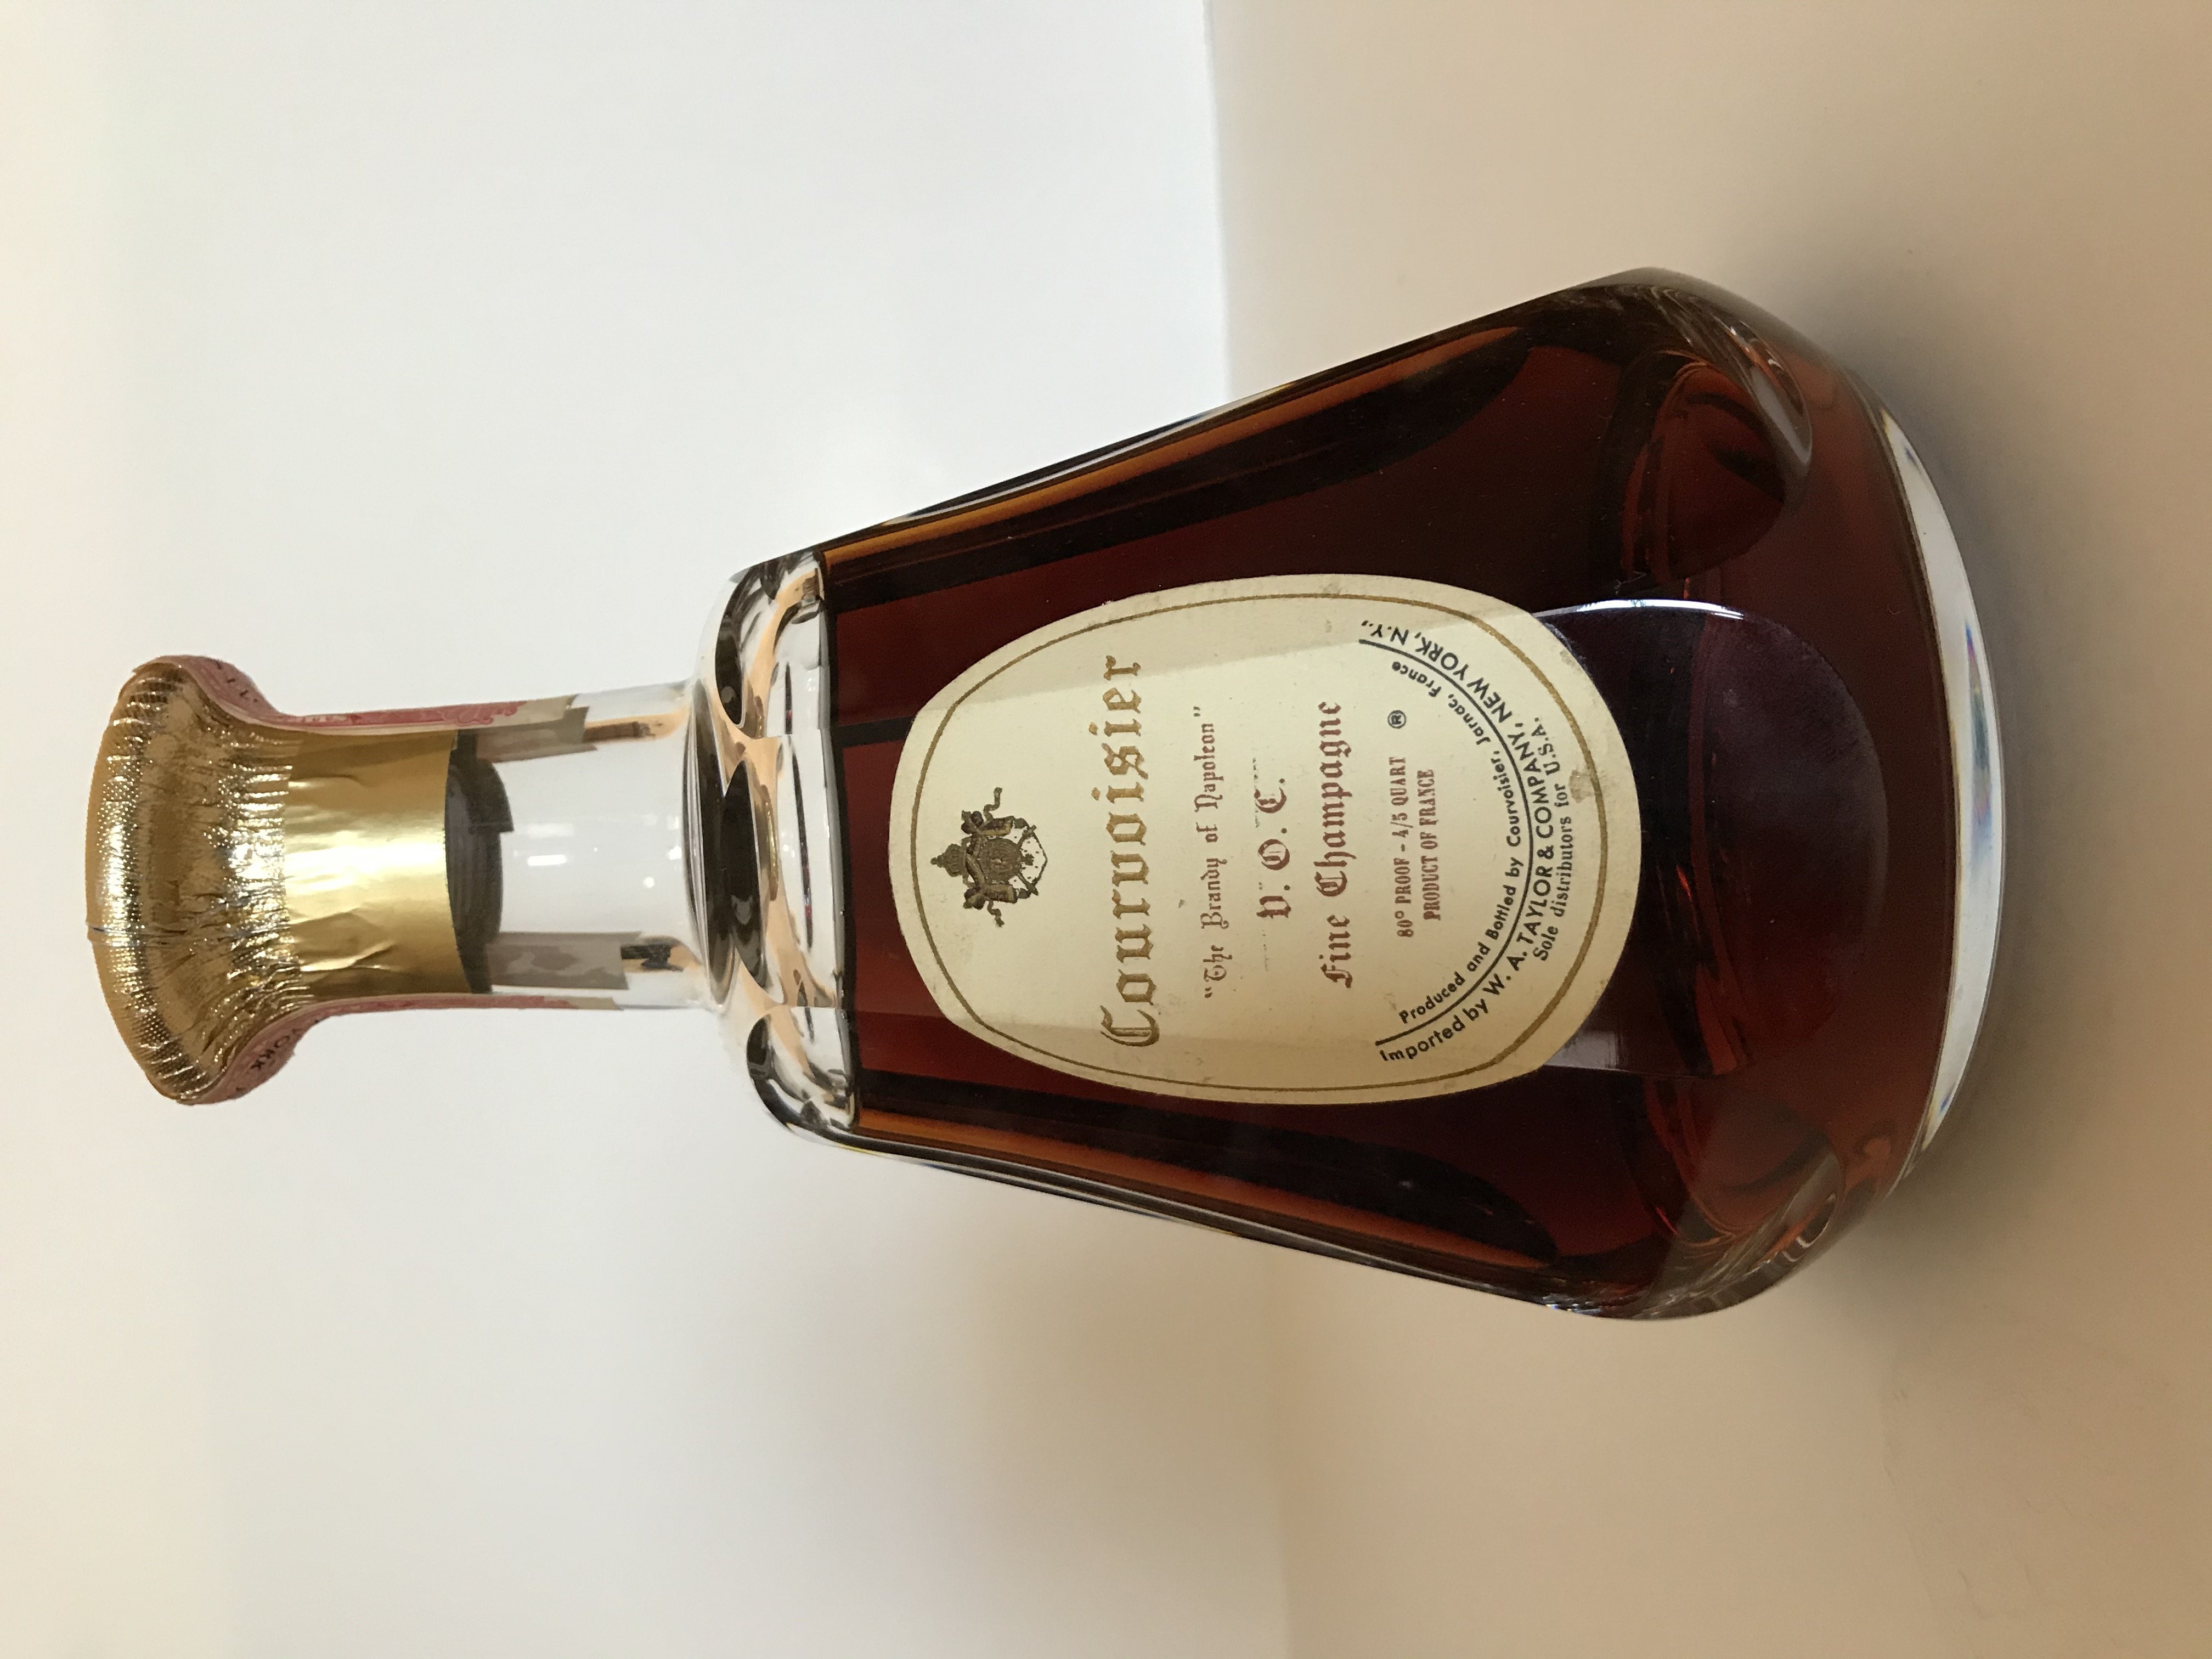 Courvoisier
"The Brandy of Napoleon"
V. O. C.
Fine Champagne
®
80° PROOF - 4/5 QUART
PRODUCT OF FRANCE
Produced and Bottled by Courvoisier, Jarnac, France
Imported by W. A. TAYLOR & COMPANY, NEW YORK, N.Y.,
Sole distributors for U.S.A.